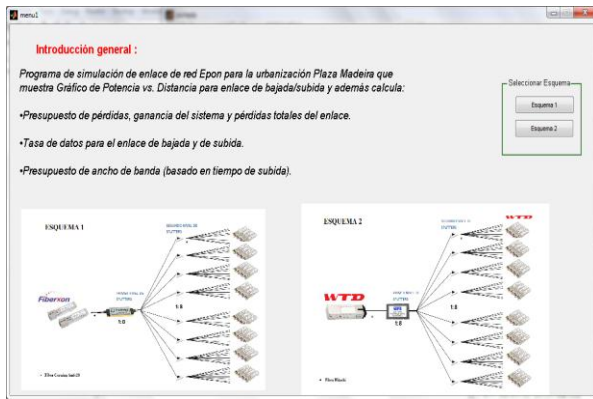 menu1
Introducción general :
Programa de simulación de enlace de red Epon para la urbanización Plaza Madeira que
muestra Gráfico de Potencia vs. Distancia para enlace de bajada/subida y además calcula:
•Presupuesto de pérdidas, ganancia del sistema y pérdidas totales del enlace.
•Tasa de datos para el enlace de bajada y de subida.
•Presupuesto de ancho de banda (basado en tiempo de subida).
Seleccionar Esquema
Esquema 1
Esquema 2
ESQUEMA 1
Fiberxon
1:8
1:8
ESQUEMA 2
WTD
WTD
1:8
1:8